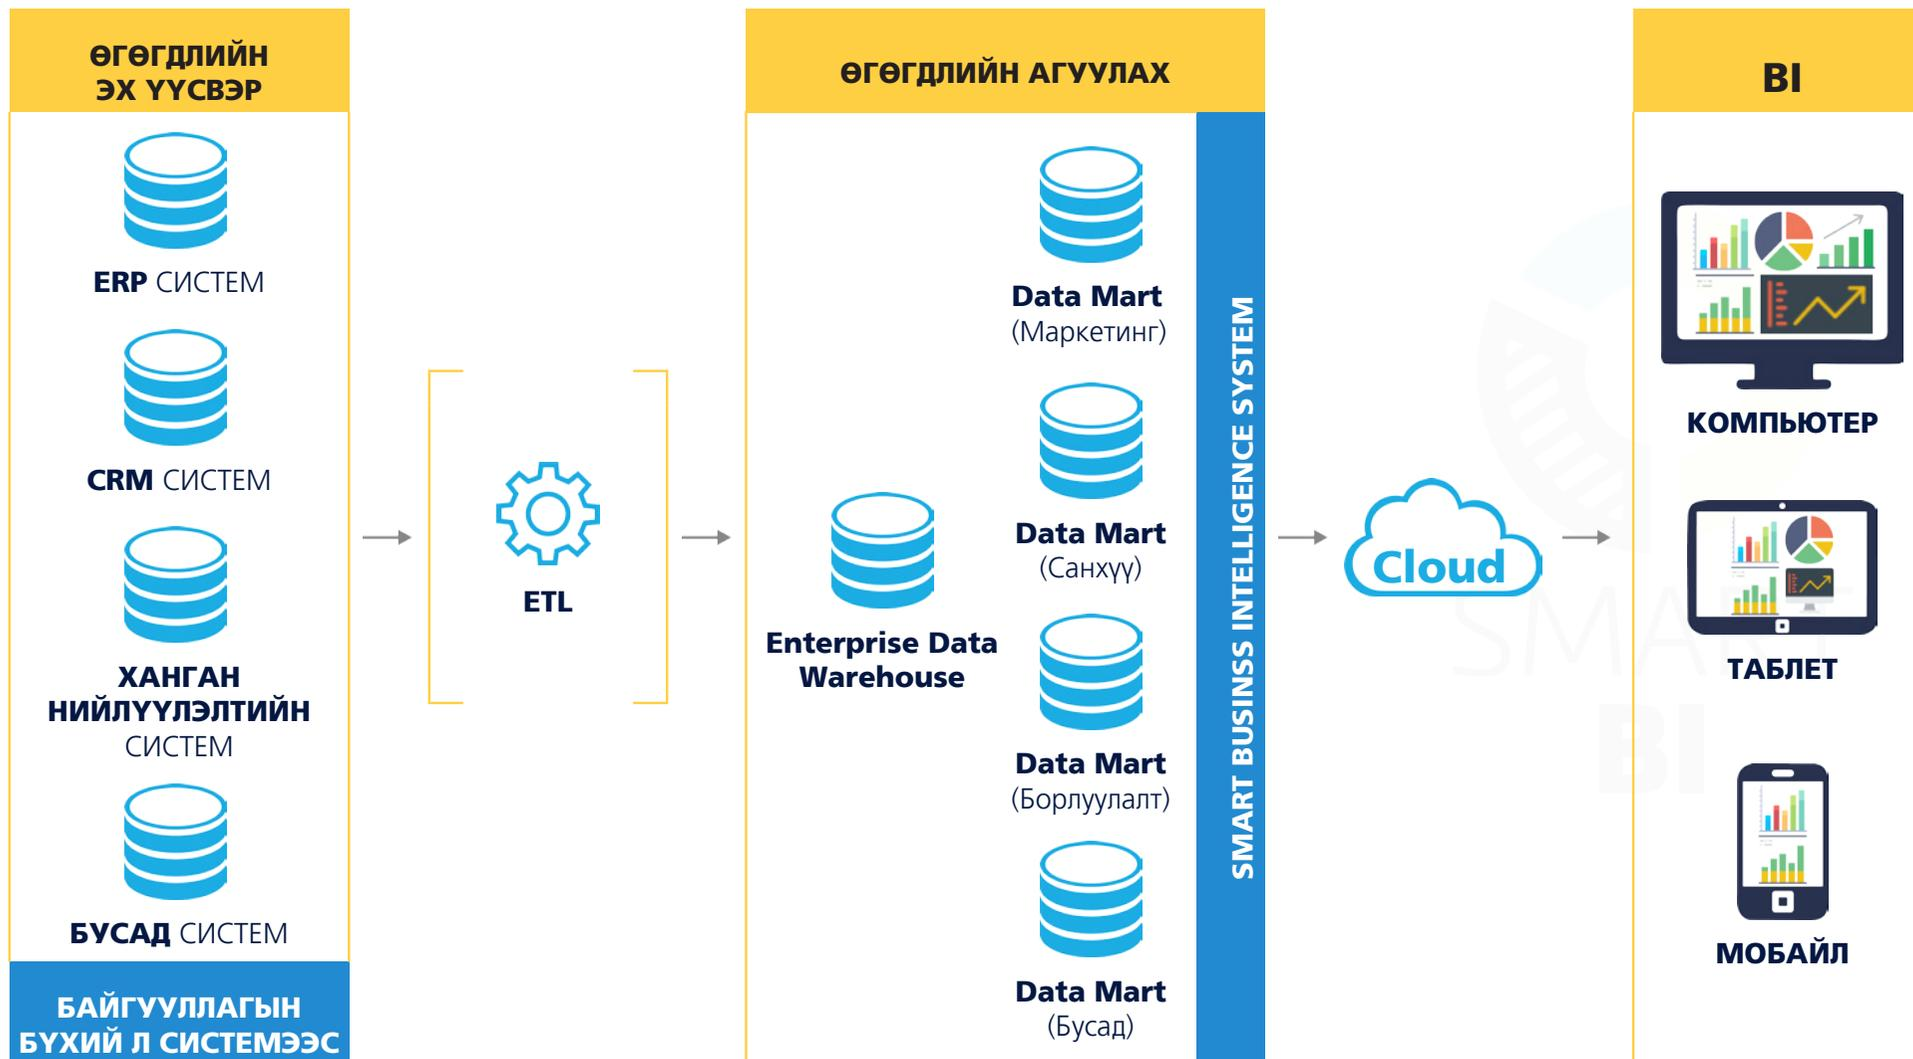 ӨГӨГДЛИЙН
ЭХ ҮҮСВЭР
ERP СИСТЕМ
CRM СИСТЕМ
ХАНГАН
НИЙЛҮҮЛЭЛТИЙН
СИСТЕМ
БУСАД СИСТЕМ
БАЙГУУЛЛАГЫН
БҮХИЙ Л СИСТЕМЭЭС
ETL
ӨГӨГДЛИЙН АГУУЛАХ
Enterprise Data
Warehouse
Data Mart
(Маркетинг)
Data Mart
(Санхүү)
Data Mart
(Борлуулалт)
Data Mart
(Бусад)
SMART BUSINSS INTELLIGENCE SYSTEM
Cloud
SMART
BI
BI
КОМПЬЮТЕР
ТАБЛЕТ
МОБАЙЛ